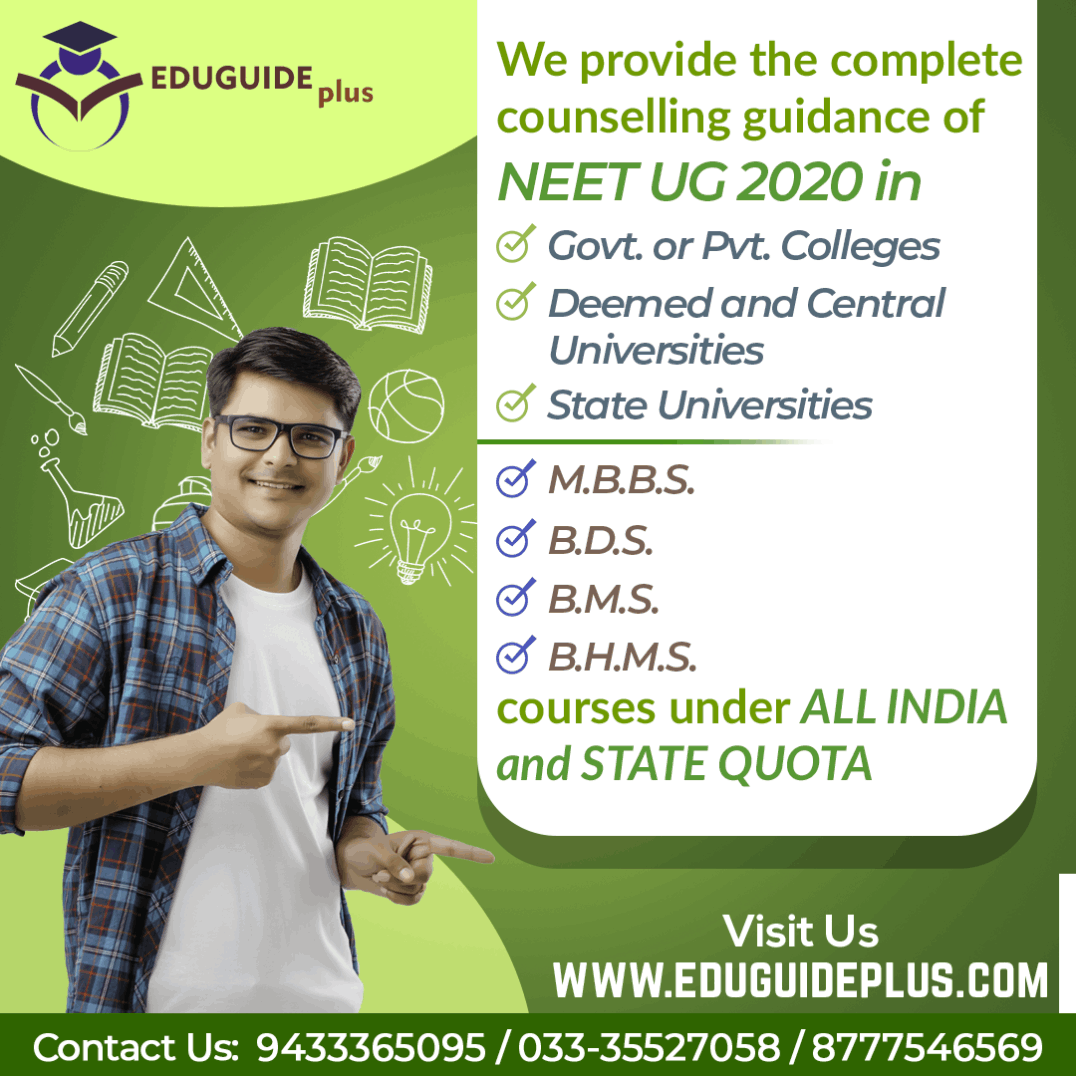 EDUGUIDE plus
We provide the complete
counselling guidance of
NEET UG 2020 in
Govt. or Pvt. Colleges
Deemed and Central
Universities
State Universities
M.B.B.S.
B.D.S.
B.M.S.
B.H.M.S.
courses under ALL INDIA
and STATE QUOTA
Visit Us
WWW.EDUGUIDEPLUS.COM
Contact Us: 9433365095 / 033-35527058 / 8777546569